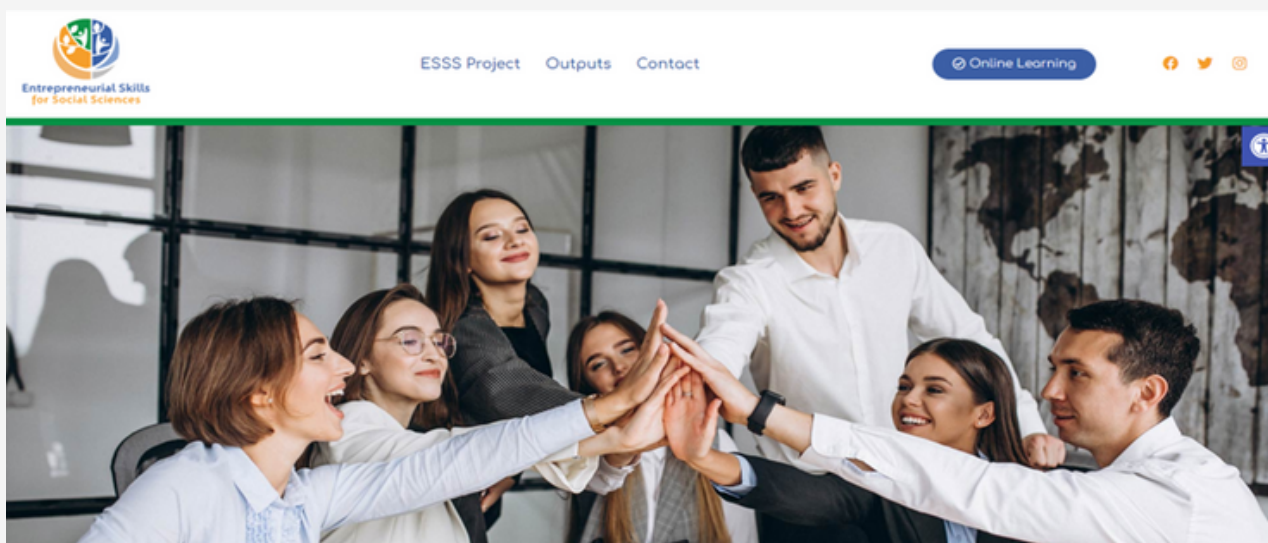 Entrepreneurial Skills
for Social Sciences
ESSS Project Outputs Contact
Online Learning